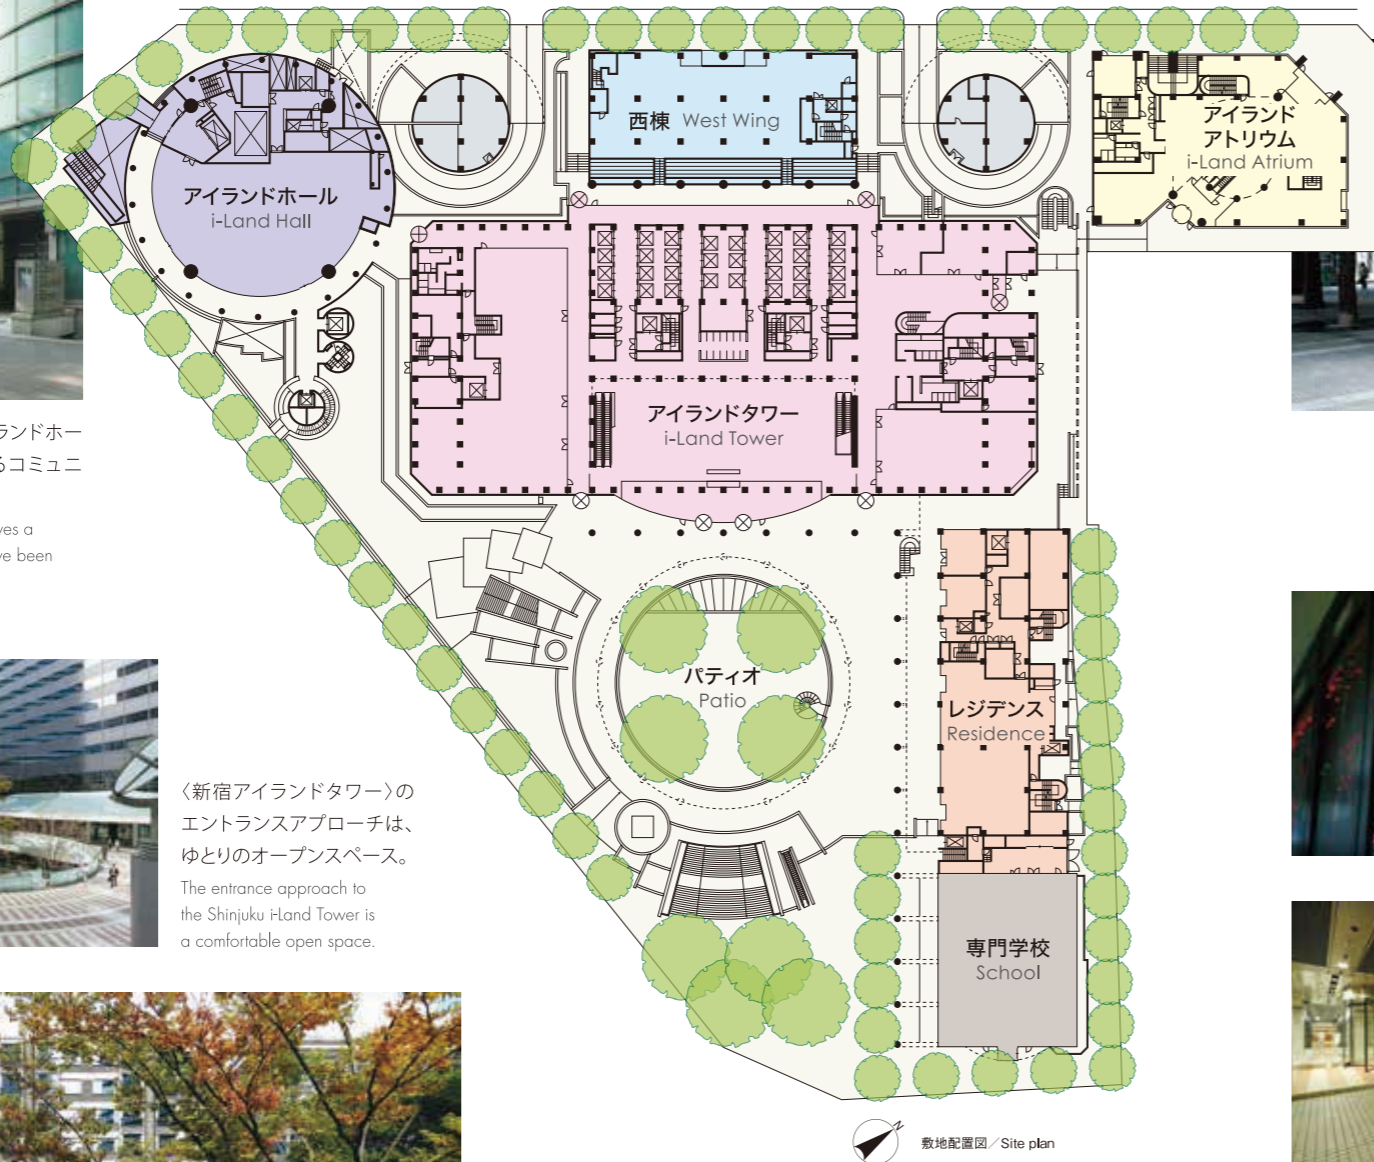 西棟 West Wing
アイランド
アトリウム
i-Land Atrium
アイランドホール
i-Land Hall
アイランドタワー
i-Land Tower
ランドホー
るコミュニ
ves a
ve been
パティオ
Patio
レジデンス
Residence
〈新宿アイランドタワー〉の
エントランスアプローチは、
ゆとりのオープンスペース。
The entrance approach to
the Shinjuku i-Land Tower is
a comfortable open space.
専門学校
School
N
敷地配置図／Site plan